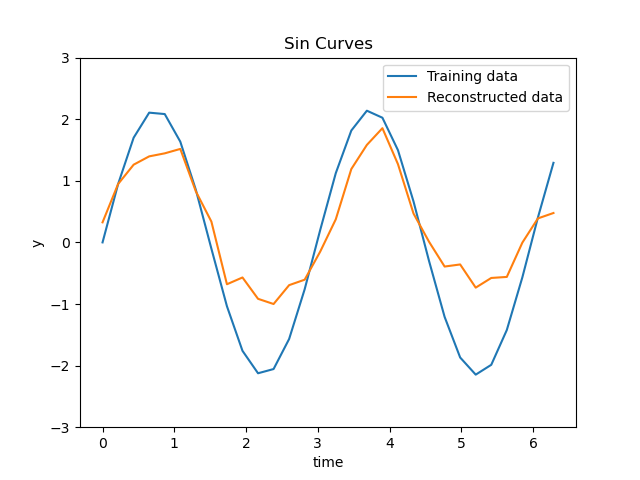 Sin Curves
Training data
Reconstructed data
3
2
1
0
−1
−2
−3
y
0 1 2 3 4 5 6
time